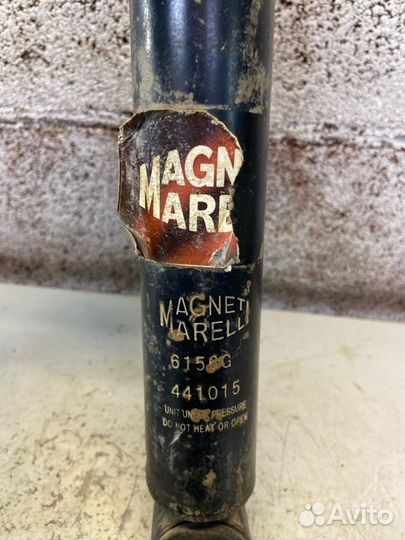 MAGN
MARE
MAGNETI
MARELLI
6156G
441015
UNIT UNDER PRESSURE
DO NOT HEAT OR OPEN
Avito